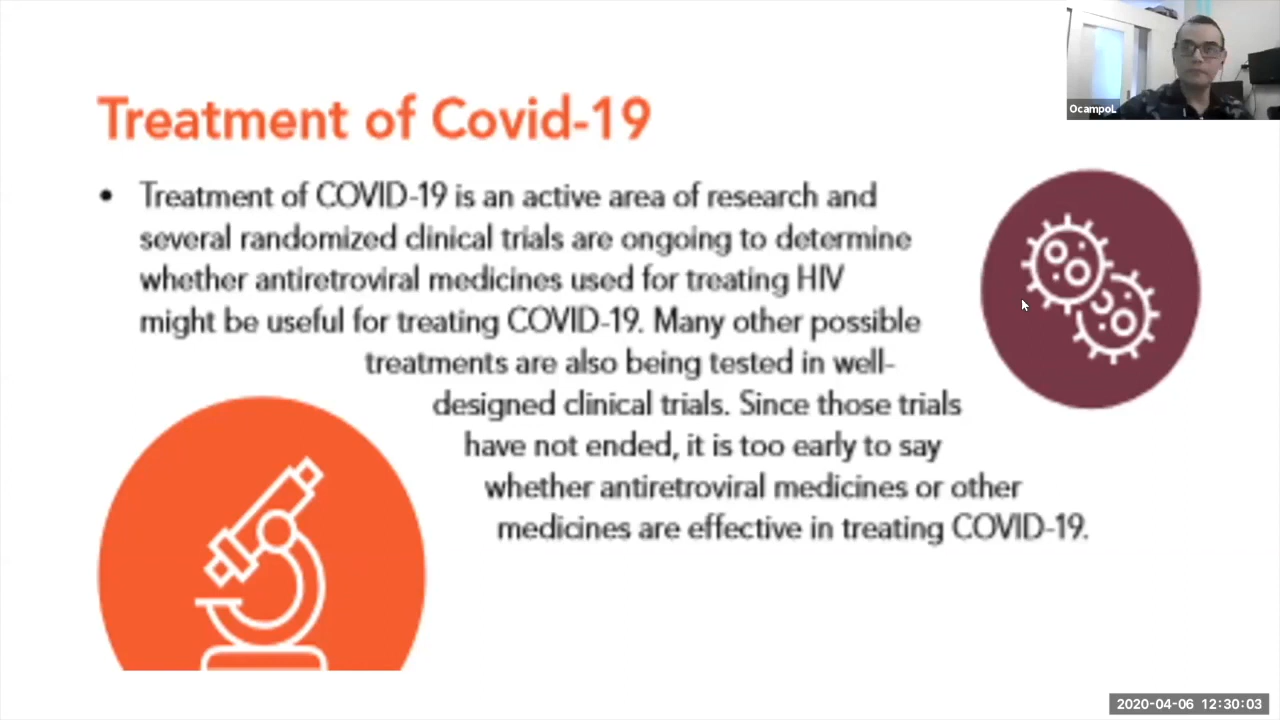 Treatment of Covid-19
• Treatment of COVID-19 is an active area of research and
several randomized clinical trials are ongoing to determine
whether antiretroviral medicines used for treating HIV
might be useful for treating COVID-19. Many other possible
treatments are also being tested in well-
designed clinical trials. Since those trials
have not ended, it is too early to say
whether antiretroviral medicines or other
medicines are effective in treating COVID-19.
OcampoL
2020-04-06 12:30:03